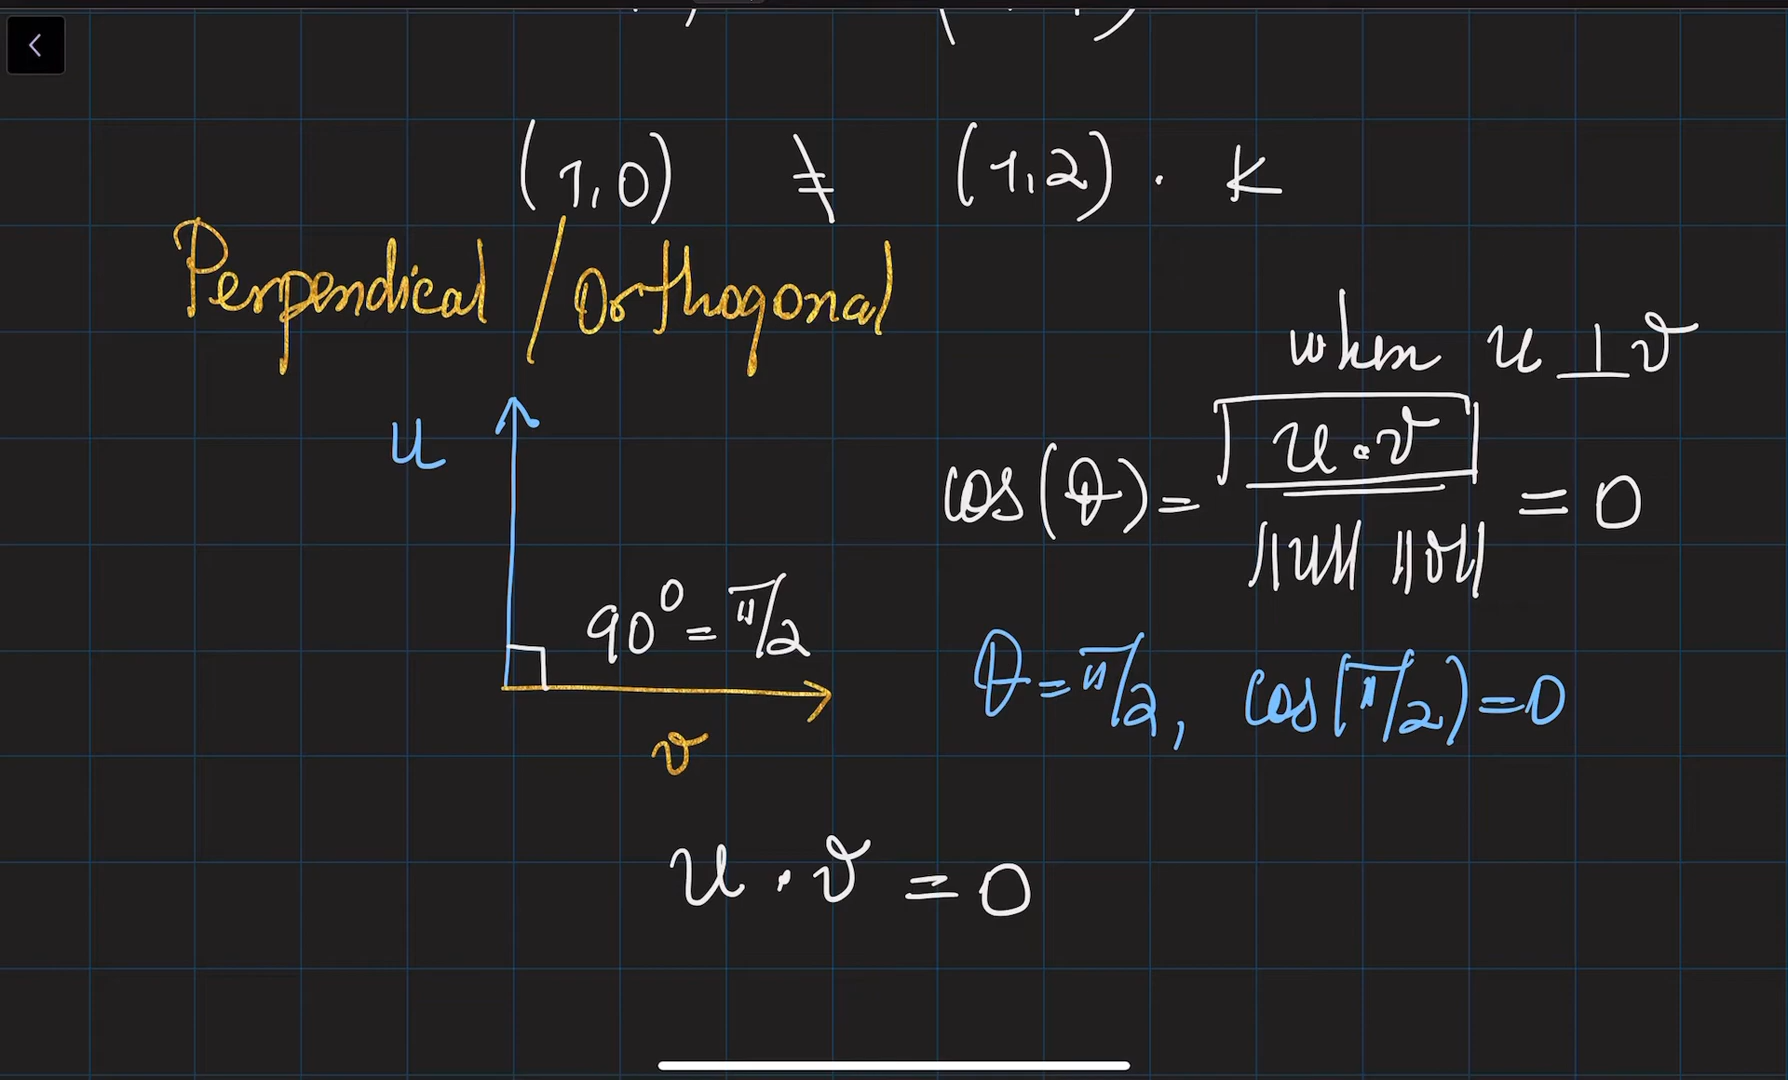 (1,0) ≠ (1,2) · k
Perpendical / Orthogonal
when u ⊥ v
u
cos(θ) = u · v / ||u|| ||v|| = 0
90° = π/2
θ = π/2, cos(π/2) = 0
v
u · v = 0